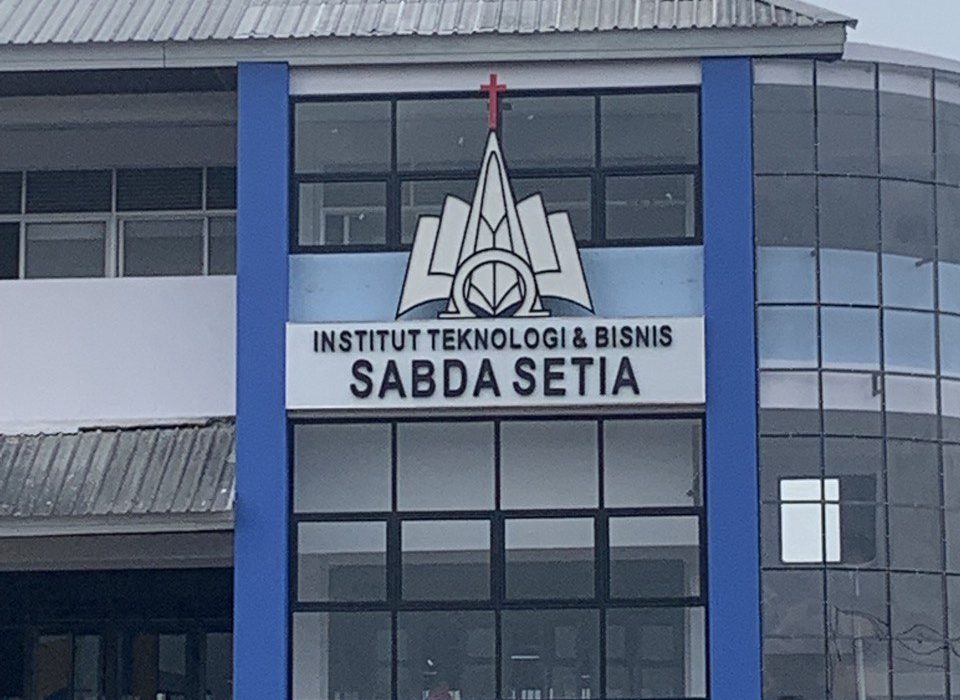 INSTITUT TEKNOLOGI & BISNIS
SABDA SETIA